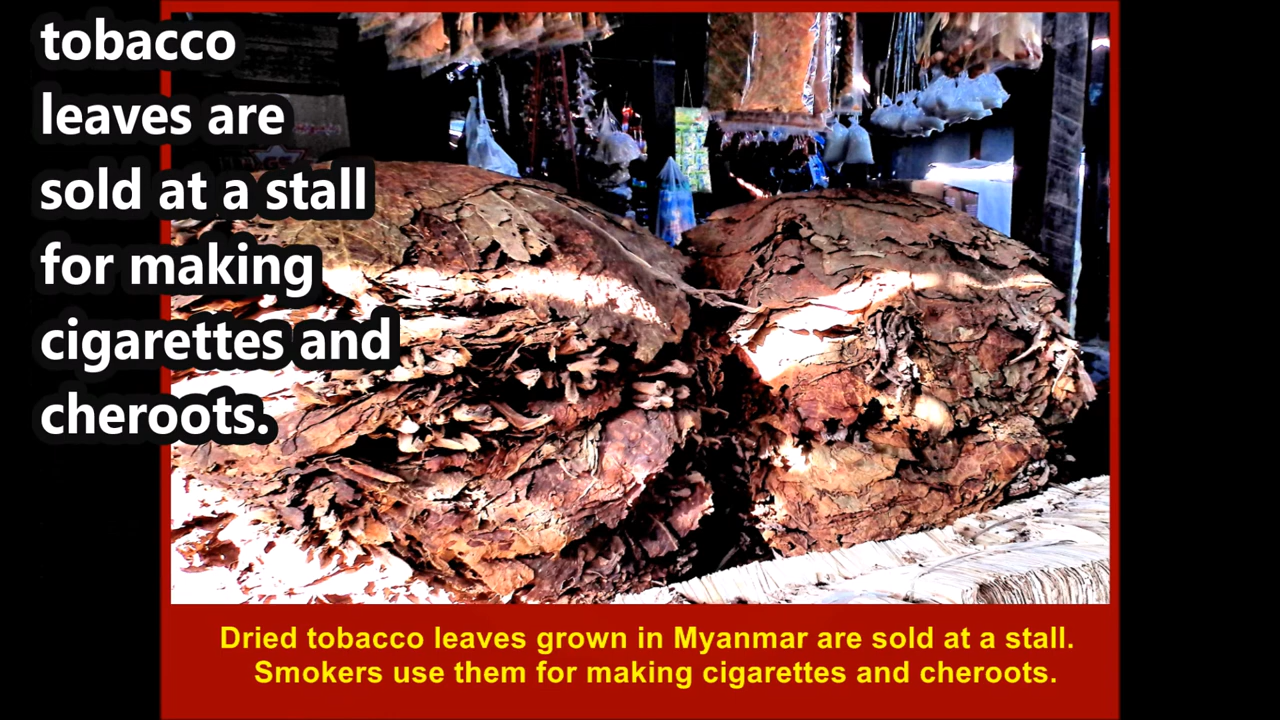 tobacco
leaves are
sold at a stall
for making
cigarettes and
cheroots.
Dried tobacco leaves grown in Myanmar are sold at a stall.
Smokers use them for making cigarettes and cheroots.